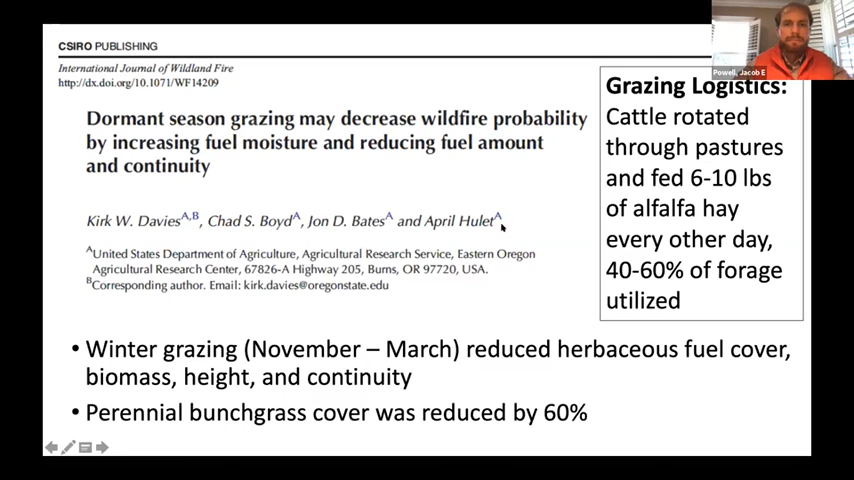 CSIRO PUBLISHING
International Journal of Wildland Fire
http://dx.doi.org/10.1071/WF14209
Dormant season grazing may decrease wildfire probability
by increasing fuel moisture and reducing fuel amount
and continuity
Kirk W. Davies^A,B, Chad S. Boyd^A, Jon D. Bates^A and April Hulet^A
^AUnited States Department of Agriculture, Agricultural Research Service, Eastern Oregon
Agricultural Research Center, 67826-A Highway 205, Burns, OR 97720, USA.
^BCorresponding author. Email: kirk.davies@oregonstate.edu
Powell, Jacob E
Grazing Logistics:
Cattle rotated
through pastures
and fed 6-10 lbs
of alfalfa hay
every other day,
40-60% of forage
utilized
• Winter grazing (November – March) reduced herbaceous fuel cover,
biomass, height, and continuity
• Perennial bunchgrass cover was reduced by 60%